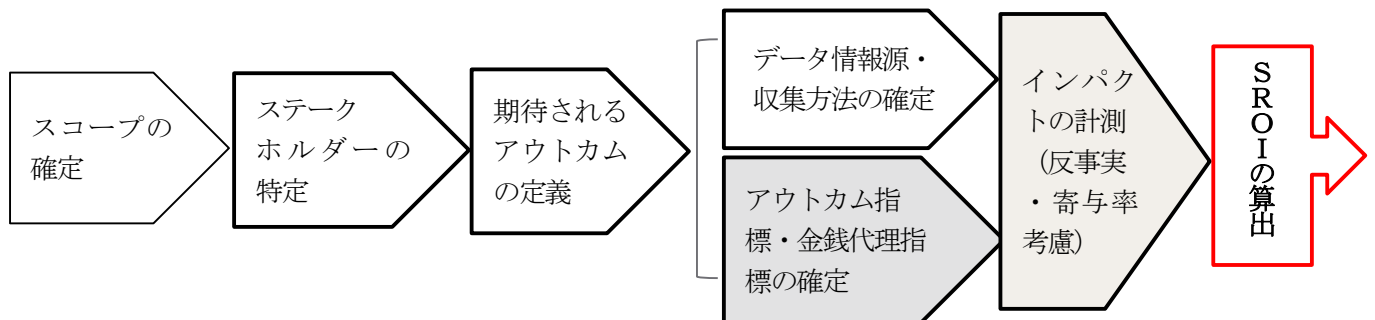 スコープの
確定
ステーク
ホルダーの
特定
期待される
アウトカム
の定義
データ情報源・
収集方法の確定
アウトカム指
標・金銭代理指
標の確定
インパク
トの計測
（反事実
・寄与率
考慮）
ＳＲＯＩの算出